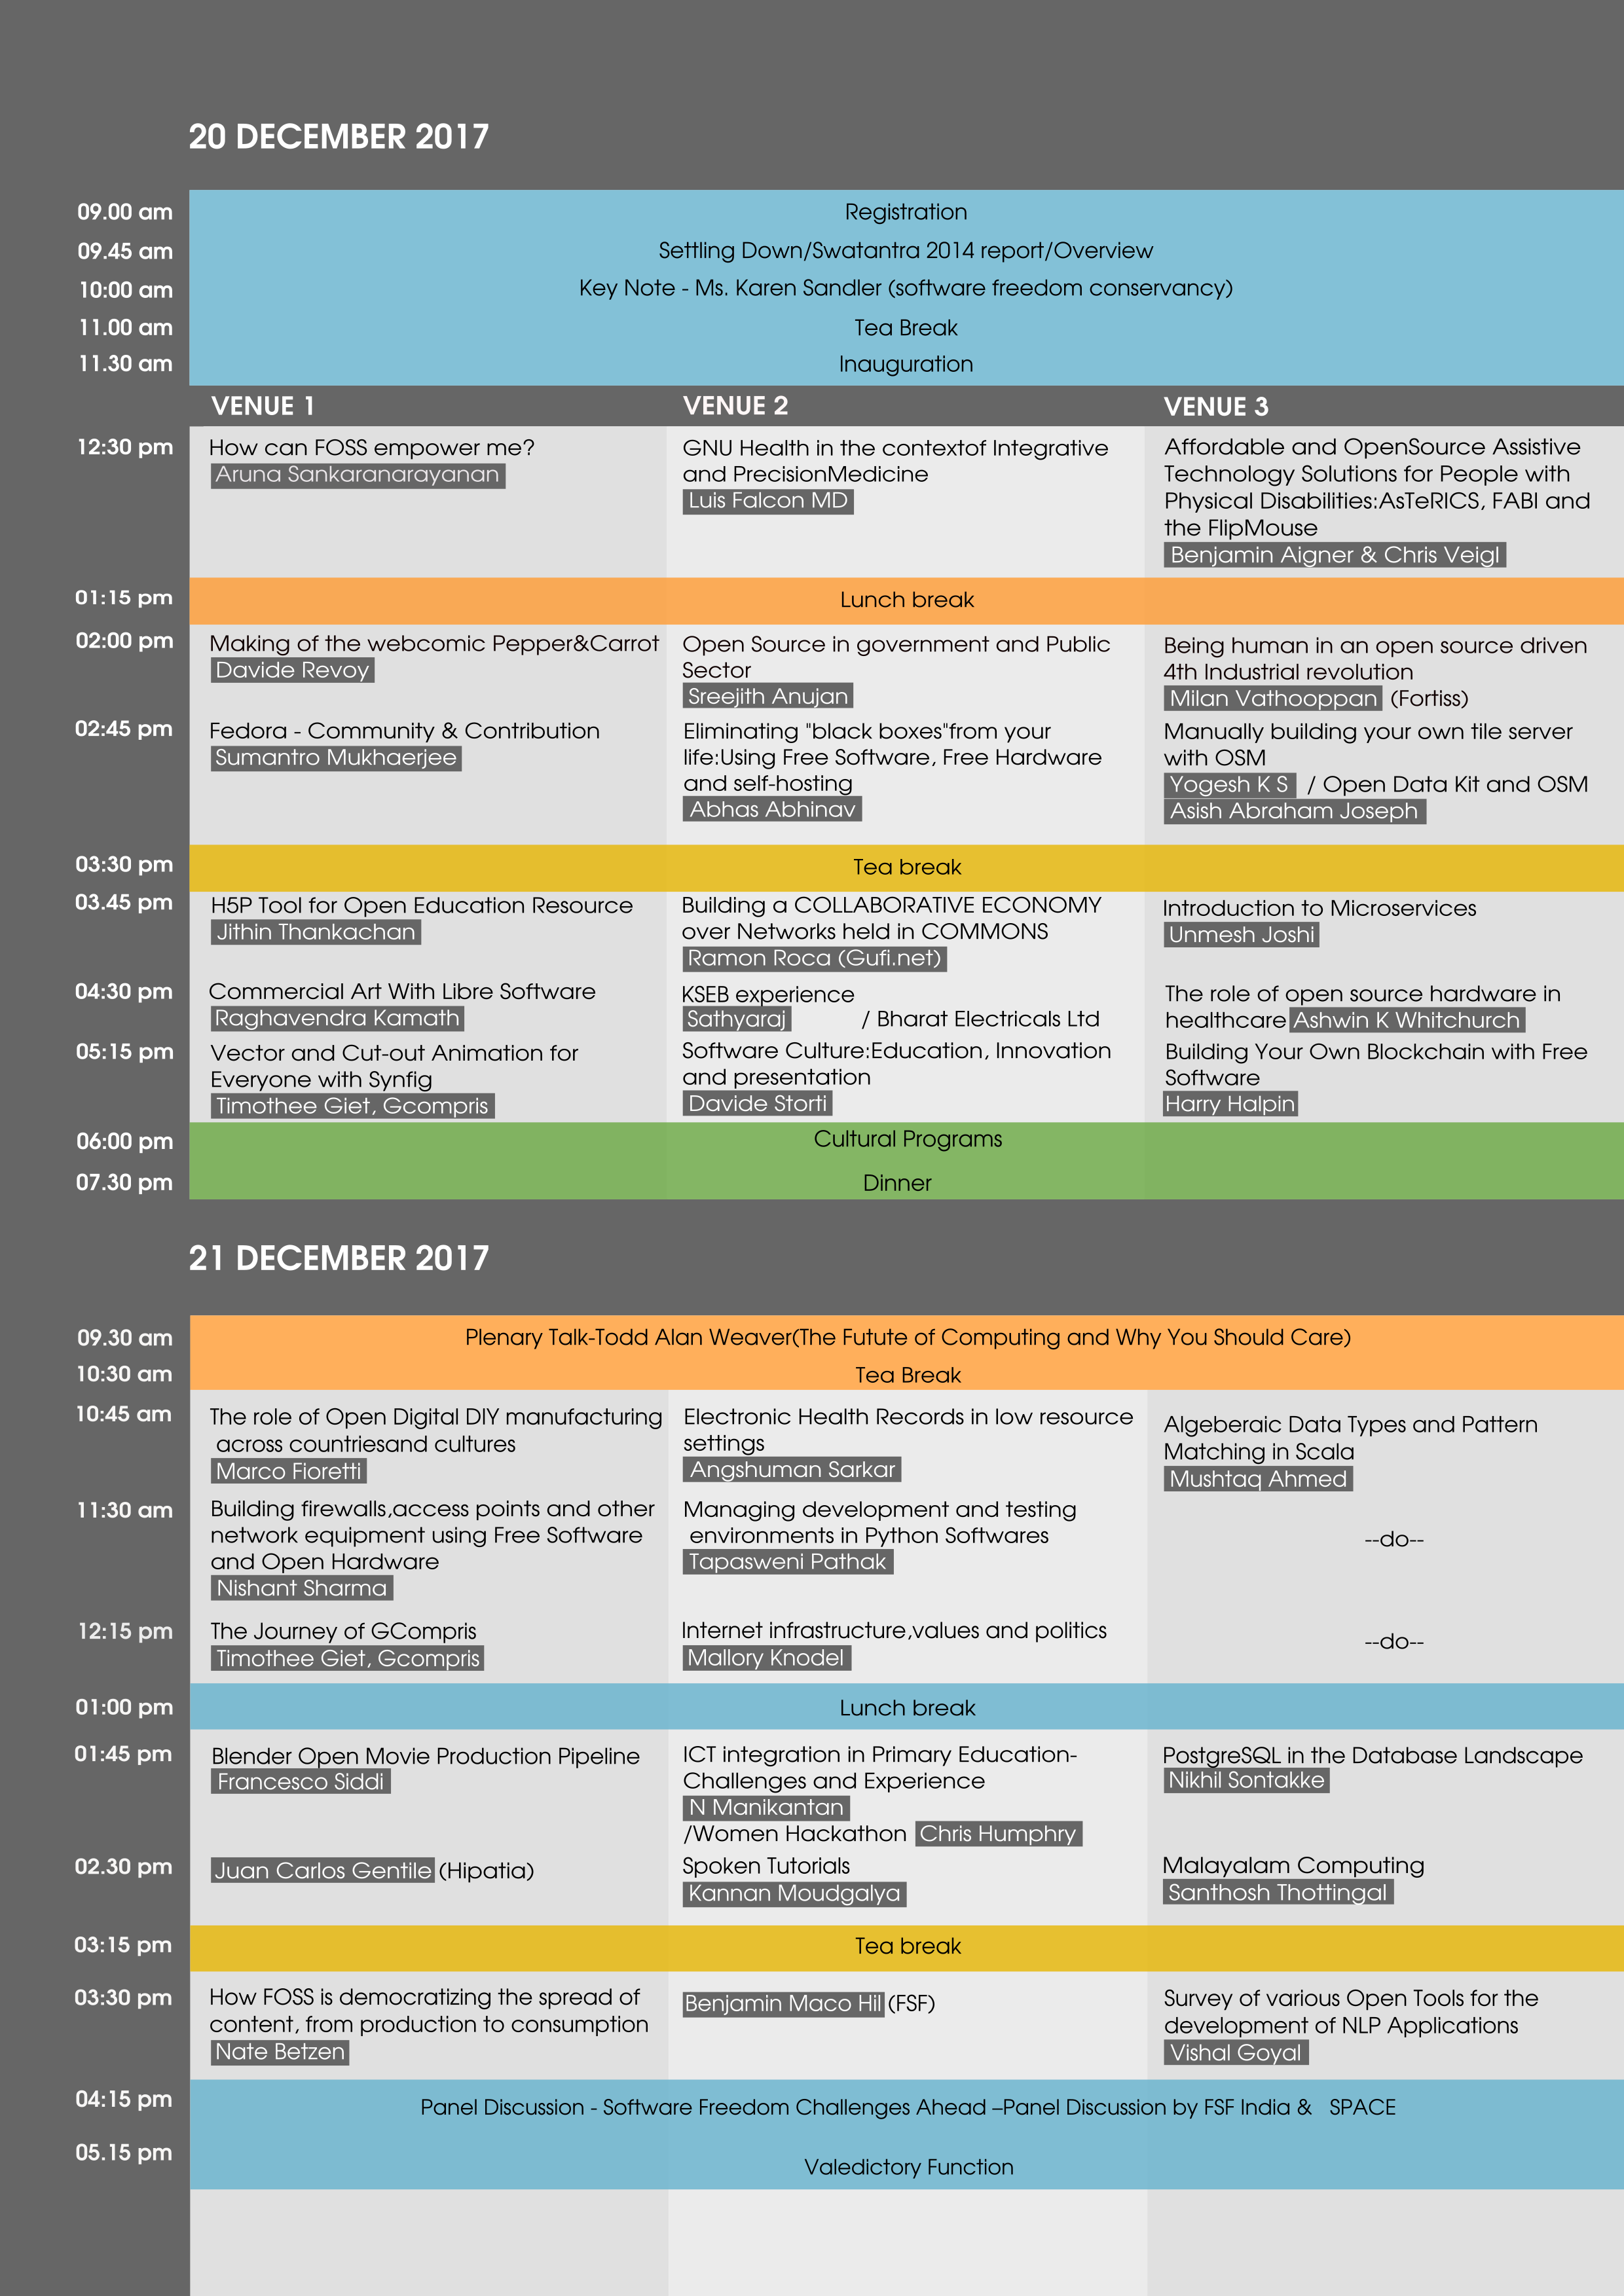 20 DECEMBER 2017
09.00 am Registration
09.45 am Settling Down/Swatantra 2014 report/Overview
10:00 am Key Note - Ms. Karen Sandler (software freedom conservancy)
11.00 am Tea Break
11.30 am Inauguration
VENUE 1 VENUE 2 VENUE 3
12:30 pm
How can FOSS empower me?
Aruna Sankaranarayanan
GNU Health in the contextof Integrative
and PrecisionMedicine
Luis Falcon MD
Affordable and OpenSource Assistive
Technology Solutions for People with
Physical Disabilities:AsTeRICS, FABI and
the FlipMouse
Benjamin Aigner & Chris Veigl
01:15 pm Lunch break
02:00 pm
Making of the webcomic Pepper&Carrot
Davide Revoy
Open Source in government and Public
Sector
Sreejith Anujan
Being human in an open source driven
4th Industrial revolution
Milan Vathooppan (Fortiss)
02:45 pm
Fedora - Community & Contribution
Sumantro Mukhaerjee
Eliminating "black boxes"from your
life:Using Free Software, Free Hardware
and self-hosting
Abhas Abhinav
Manually building your own tile server
with OSM
Yogesh K S / Open Data Kit and OSM
Asish Abraham Joseph
03:30 pm Tea break
03.45 pm
H5P Tool for Open Education Resource
Jithin Thankachan
Building a COLLABORATIVE ECONOMY
over Networks held in COMMONS
Ramon Roca (Gufi.net)
Introduction to Microservices
Unmesh Joshi
04:30 pm
Commercial Art With Libre Software
Raghavendra Kamath
KSEB experience
Sathyaraj / Bharat Electricals Ltd
The role of open source hardware in
healthcare Ashwin K Whitchurch
05:15 pm
Vector and Cut-out Animation for
Everyone with Synfig
Timothee Giet, Gcompris
Software Culture:Education, Innovation
and presentation
Davide Storti
Building Your Own Blockchain with Free
Software
Harry Halpin
06:00 pm Cultural Programs
07.30 pm Dinner
21 DECEMBER 2017
09.30 am Plenary Talk-Todd Alan Weaver(The Futute of Computing and Why You Should Care)
10:30 am Tea Break
10:45 am
The role of Open Digital DIY manufacturing
across countriesand cultures
Marco Fioretti
Electronic Health Records in low resource
settings
Angshuman Sarkar
Algeberaic Data Types and Pattern
Matching in Scala
Mushtaq Ahmed
11:30 am
Building firewalls,access points and other
network equipment using Free Software
and Open Hardware
Nishant Sharma
Managing development and testing
environments in Python Softwares
Tapasweni Pathak
--do--
12:15 pm
The Journey of GCompris
Timothee Giet, Gcompris
Internet infrastructure,values and politics
Mallory Knodel
--do--
01:00 pm Lunch break
01:45 pm
Blender Open Movie Production Pipeline
Francesco Siddi
ICT integration in Primary Education-
Challenges and Experience
N Manikantan
/Women Hackathon Chris Humphry
PostgreSQL in the Database Landscape
Nikhil Sontakke
02.30 pm
Juan Carlos Gentile (Hipatia)
Spoken Tutorials
Kannan Moudgalya
Malayalam Computing
Santhosh Thottingal
03:15 pm Tea break
03:30 pm
How FOSS is democratizing the spread of
content, from production to consumption
Nate Betzen
Benjamin Maco Hil (FSF)
Survey of various Open Tools for the
development of NLP Applications
Vishal Goyal
04:15 pm Panel Discussion - Software Freedom Challenges Ahead –Panel Discussion by FSF India & SPACE
05.15 pm Valedictory Function